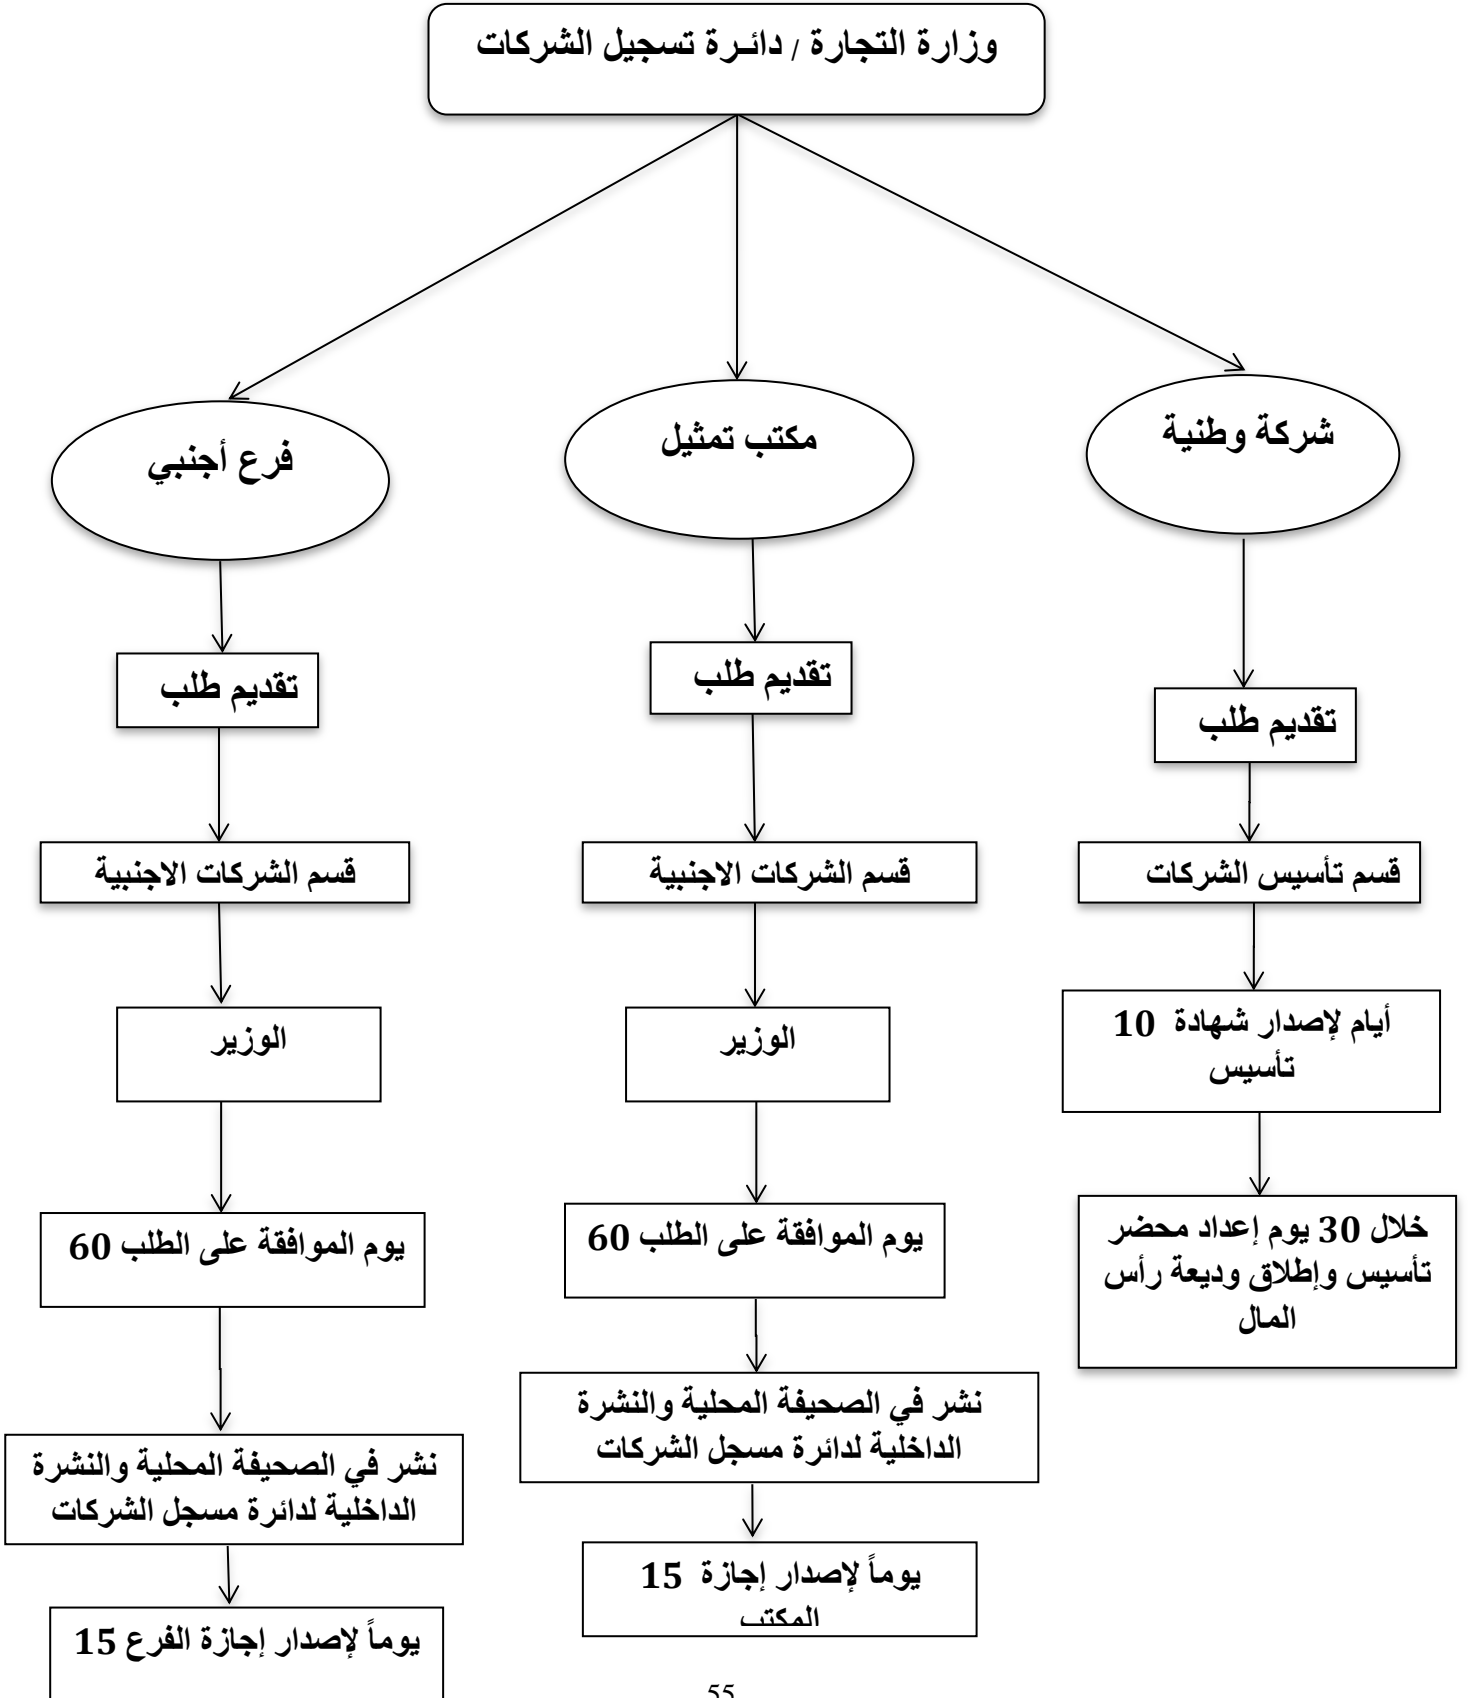 وزارة التجارة / دائرة تسجيل الشركات
شركة وطنية
مكتب تمثيل
فرع أجنبي
تقديم طلب
تقديم طلب
تقديم طلب
قسم تأسيس الشركات
قسم الشركات الاجنبية
قسم الشركات الاجنبية
أيام لإصدار شهادة 10
تأسيس
الوزير
الوزير
خلال 30 يوم إعداد محضر
تأسيس وإطلاق وديعة رأس
المال
يوم الموافقة على الطلب 60
يوم الموافقة على الطلب 60
نشر في الصحيفة المحلية والنشرة
الداخلية لدائرة مسجل الشركات
نشر في الصحيفة المحلية والنشرة
الداخلية لدائرة مسجل الشركات
يوماً لإصدار إجازة 15
المكتب
يوماً لإصدار إجازة الفرع 15
55